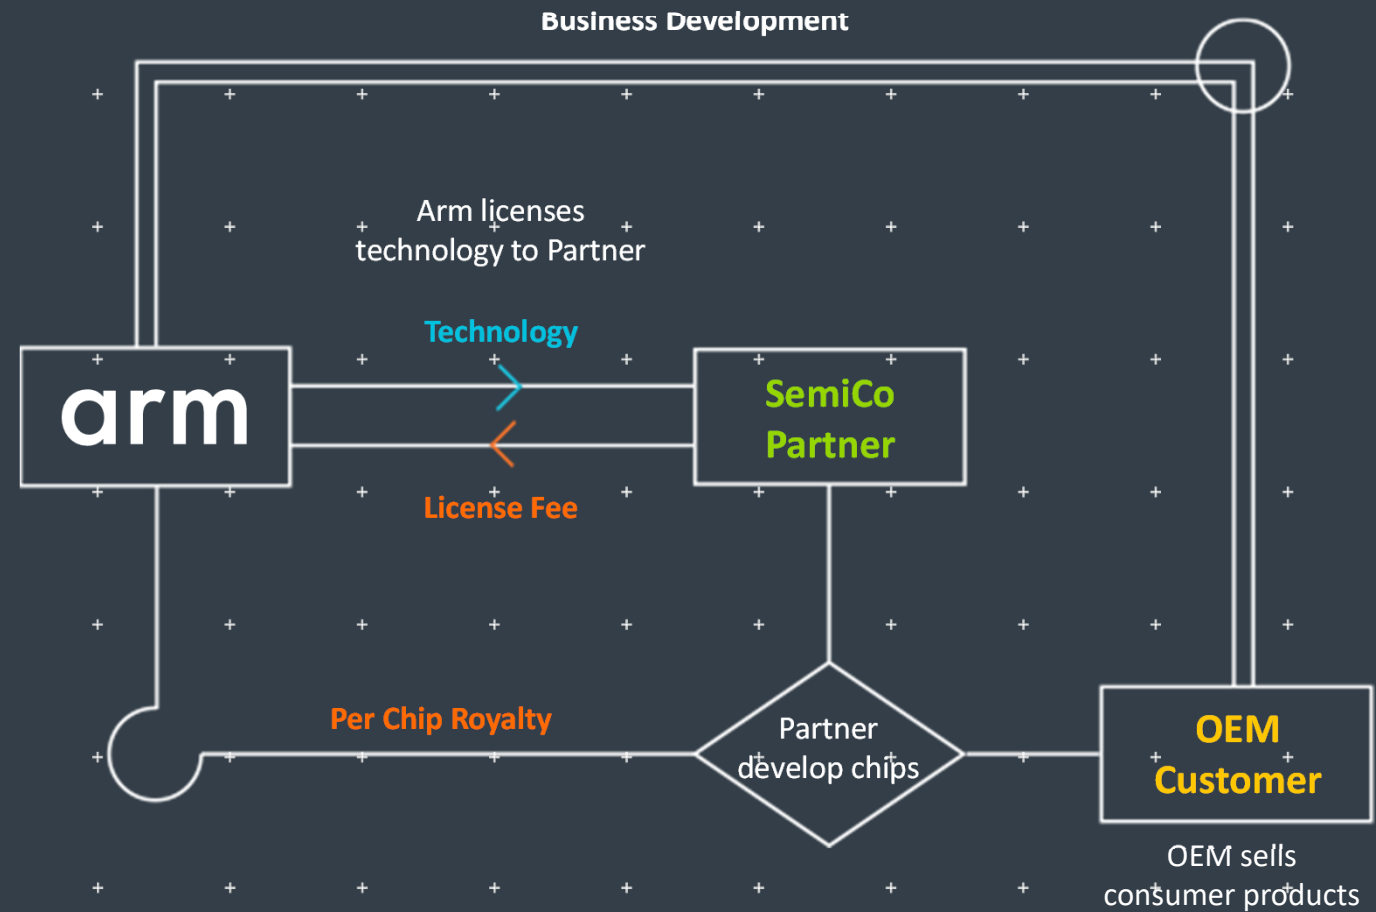 Business Development
Arm licenses
technology to Partner
Technology
arm
SemiCo
Partner
License Fee
Per Chip Royalty
Partner
develop chips
OEM
Customer
OEM sells
consumer products